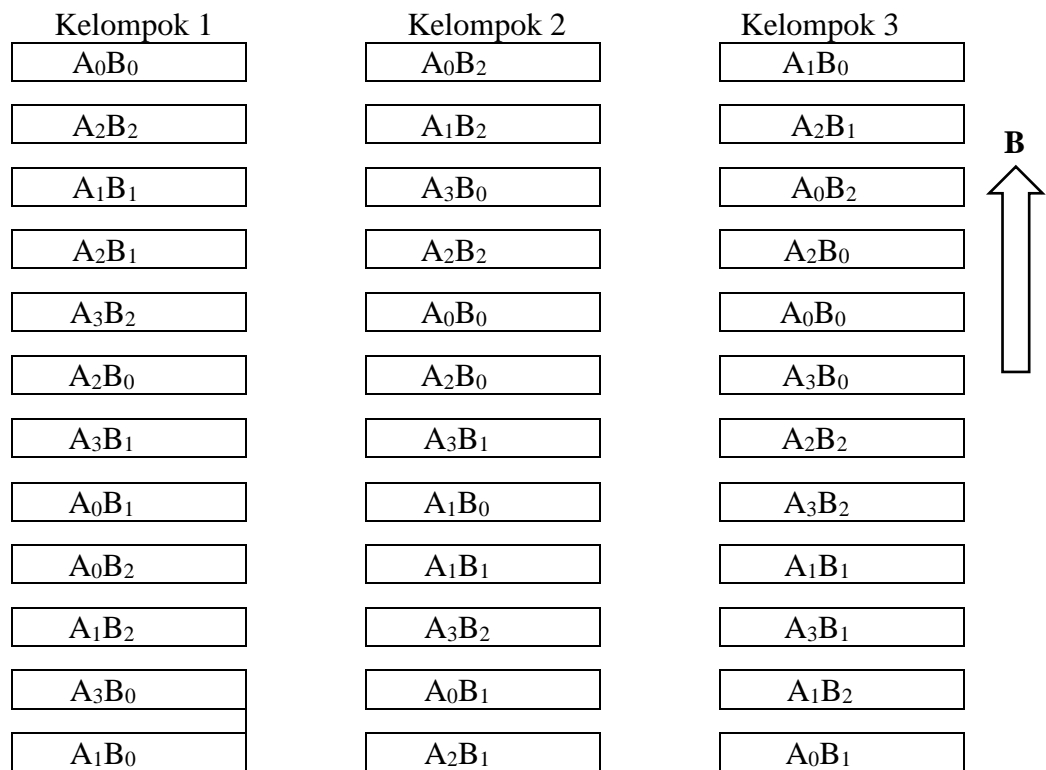 Kelompok 1 Kelompok 2 Kelompok 3
A₀B₀ A₀B₂ A₁B₀
A₂B₂ A₁B₂ A₂B₁
B
A₁B₁ A₃B₀ A₀B₂
A₂B₁ A₂B₂ A₂B₀
A₃B₂ A₀B₀ A₀B₀
A₂B₀ A₂B₀ A₃B₀
A₃B₁ A₃B₁ A₂B₂
A₀B₁ A₁B₀ A₃B₂
A₀B₂ A₁B₁ A₁B₁
A₁B₂ A₃B₂ A₃B₁
A₃B₀ A₀B₁ A₁B₂
A₁B₀ A₂B₁ A₀B₁